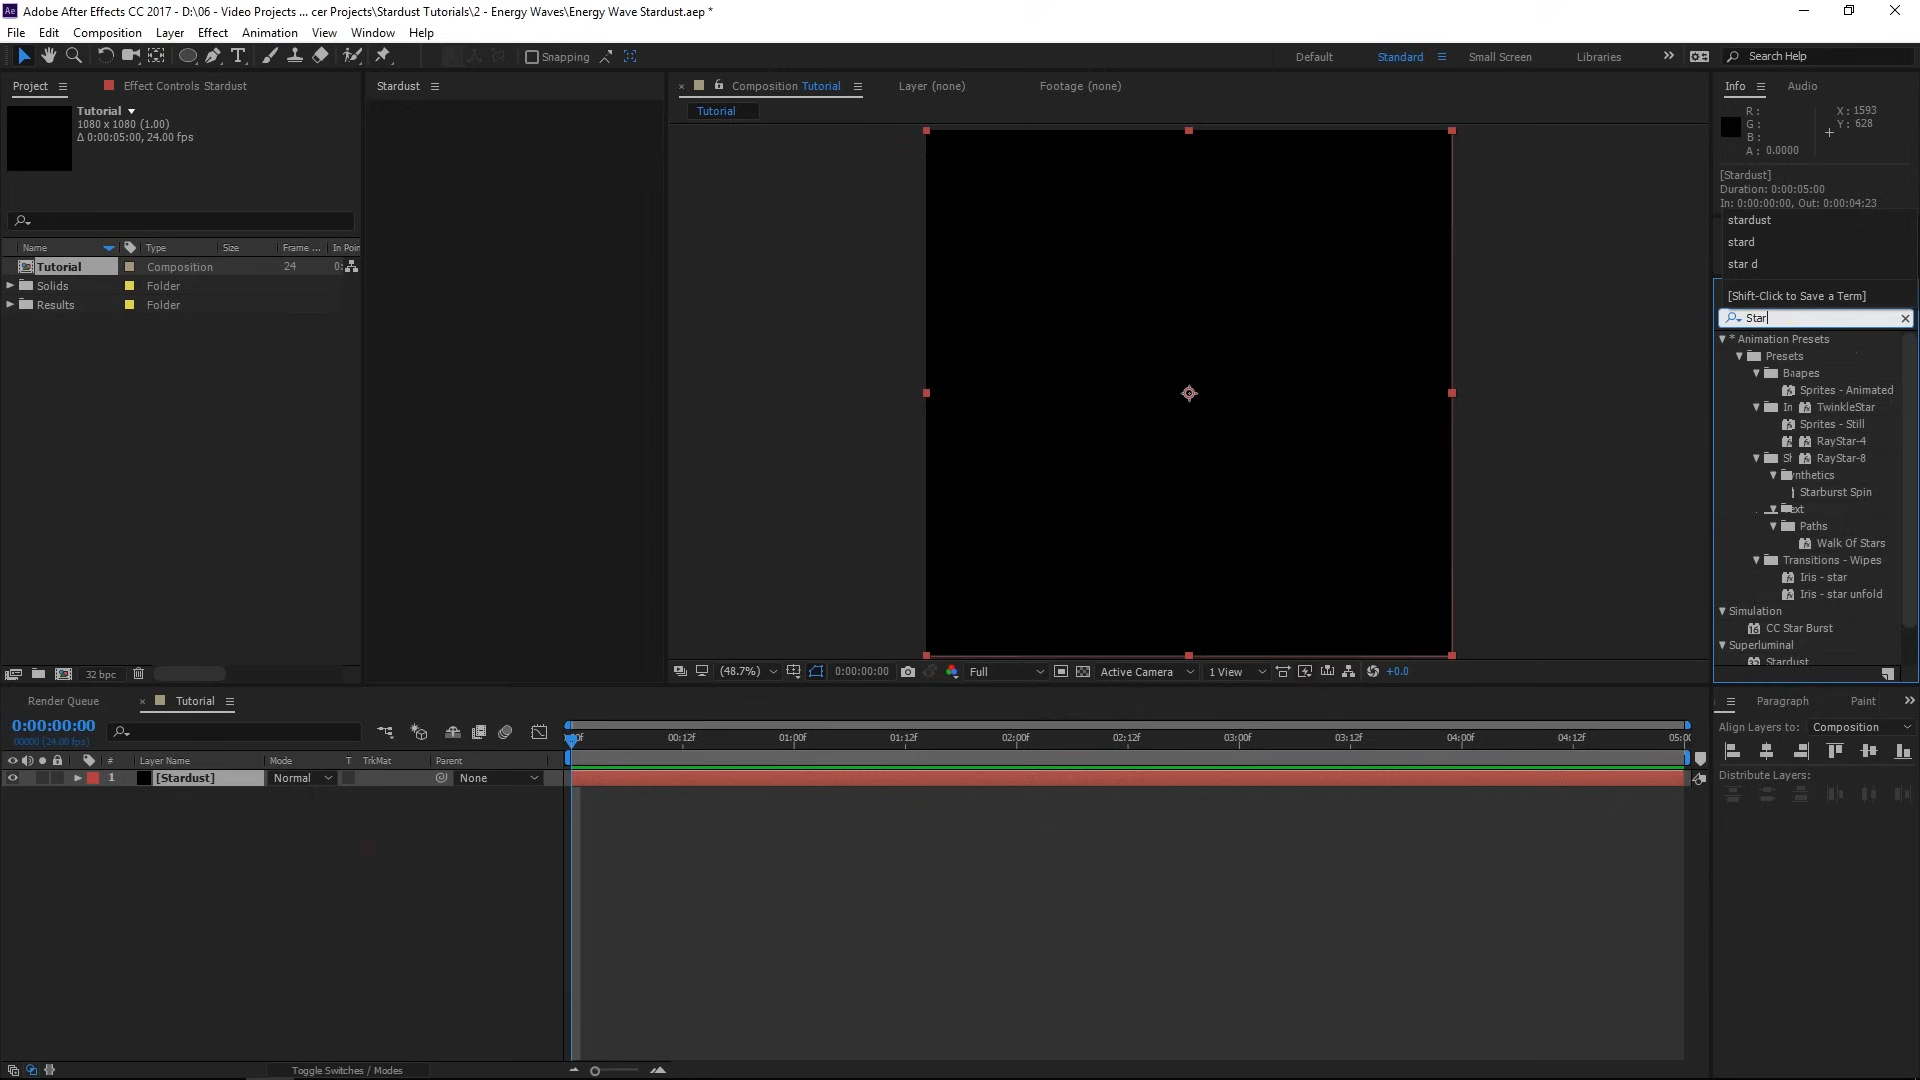 Adobe After Effects CC 2017 - D:\06 - Video Projects ... cer Projects\Stardust Tutorials\2 - Energy Waves\Energy Wave Stardust.aep *
File Edit Composition Layer Effect Animation View Window Help
Snapping
Default Standard Small Screen Libraries Search Help
Project Effect Controls Stardust
Tutorial
1080 x 1080 (1.00)
Δ 0:00:05:00, 24.00 fps
Name Type Size Frame ... In Poin
Tutorial Composition 24 0:
Solids Folder
Results Folder
32 bpc
Stardust
Composition Tutorial Layer (none) Footage (none)
Tutorial
(48.7%) 0:00:00:00 Full Active Camera 1 View +0.0
Info Audio
R : X : 1593
G : Y : 628
B :
A : 0.0000
[Stardust]
Duration: 0:00:05:00
In: 0:00:00:00, Out: 0:00:04:23
stardust
stard
star d
[Shift-Click to Save a Term]
Star
* Animation Presets
Presets
Sprites - Animated
TwinkleStar
Sprites - Still
RayStar-4
RayStar-8
Starburst Spin
Paths
Walk Of Stars
Transitions - Wipes
Iris - star
Iris - star unfold
Simulation
CC Star Burst
Superluminal
Stardust
Paragraph Paint
Align Layers to: Composition
Distribute Layers:
Render Queue Tutorial
0:00:00:00
00000 (24.00 fps)
# Layer Name Mode T TrkMat Parent
1 [Stardust] Normal None
00:12f 01:00f 01:12f 02:00f 02:12f 03:00f 03:12f 04:00f 04:12f 05:00
Toggle Switches / Modes